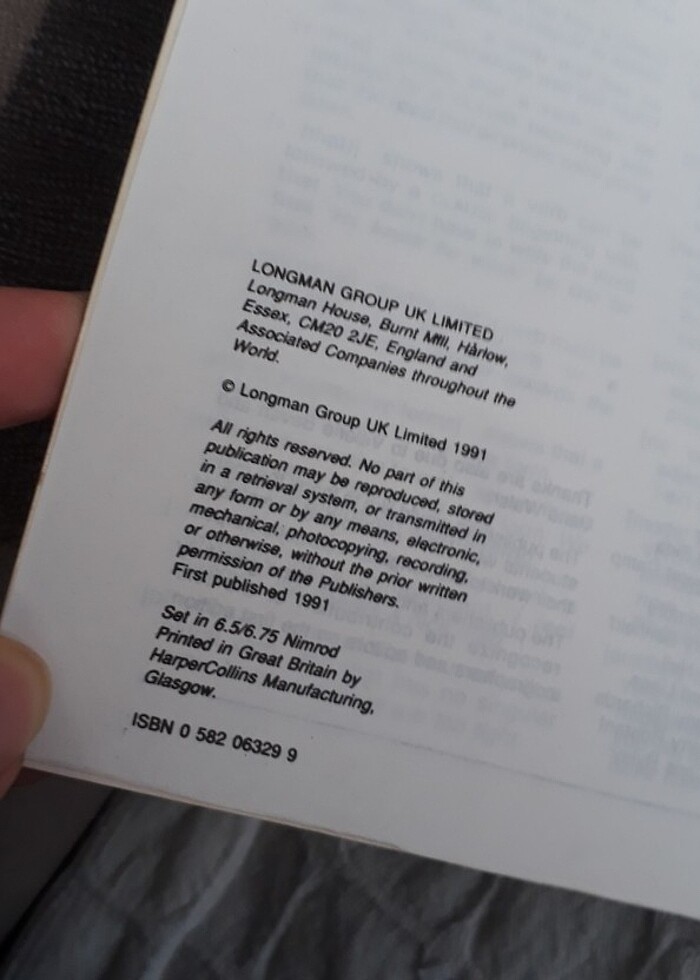 LONGMAN GROUP UK LIMITED
Longman House, Burnt Mill, Harlow,
Essex, CM20 2JE, England and
Associated Companies throughout the
World.
© Longman Group UK Limited 1991
All rights reserved. No part of this
publication may be reproduced, stored
in a retrieval system, or transmitted in
any form or by any means, electronic,
mechanical, photocopying, recording,
or otherwise, without the prior written
permission of the Publishers.
First published 1991
Set in 6.5/6.75 Nimrod
Printed in Great Britain by
HarperCollins Manufacturing,
Glasgow.
ISBN 0 582 06329 9